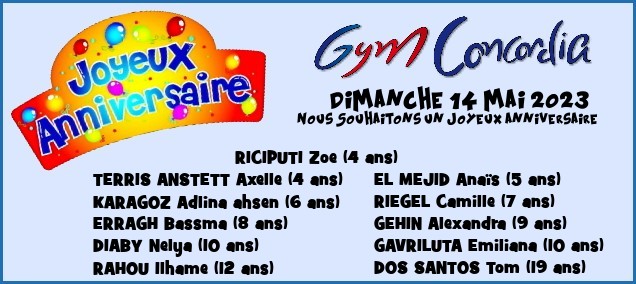 Joyeux
Anniversaire
Gym Concordia
DIMANCHE 14 MAI 2023
NOUS SOUHAITONS UN JOYEUX ANNIVERSAIRE
RICIPUTI Zoe (4 ans)
TERRIS ANSTETT Axelle (4 ans)
EL MEJID Anaïs (5 ans)
KARAGOZ Adlina ahsen (6 ans)
RIEGEL Camille (7 ans)
ERRAGH Bassma (8 ans)
GEHIN Alexandra (9 ans)
DIABY Nelya (10 ans)
GAVRILUTA Emiliana (10 ans)
RAHOU Ilhame (12 ans)
DOS SANTOS Tom (19 ans)